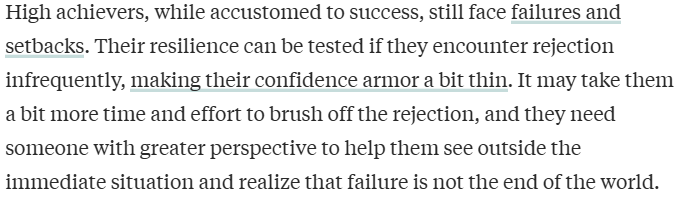 High achievers, while accustomed to success, still face failures and
setbacks. Their resilience can be tested if they encounter rejection
infrequently, making their confidence armor a bit thin. It may take them
a bit more time and effort to brush off the rejection, and they need
someone with greater perspective to help them see outside the
immediate situation and realize that failure is not the end of the world.